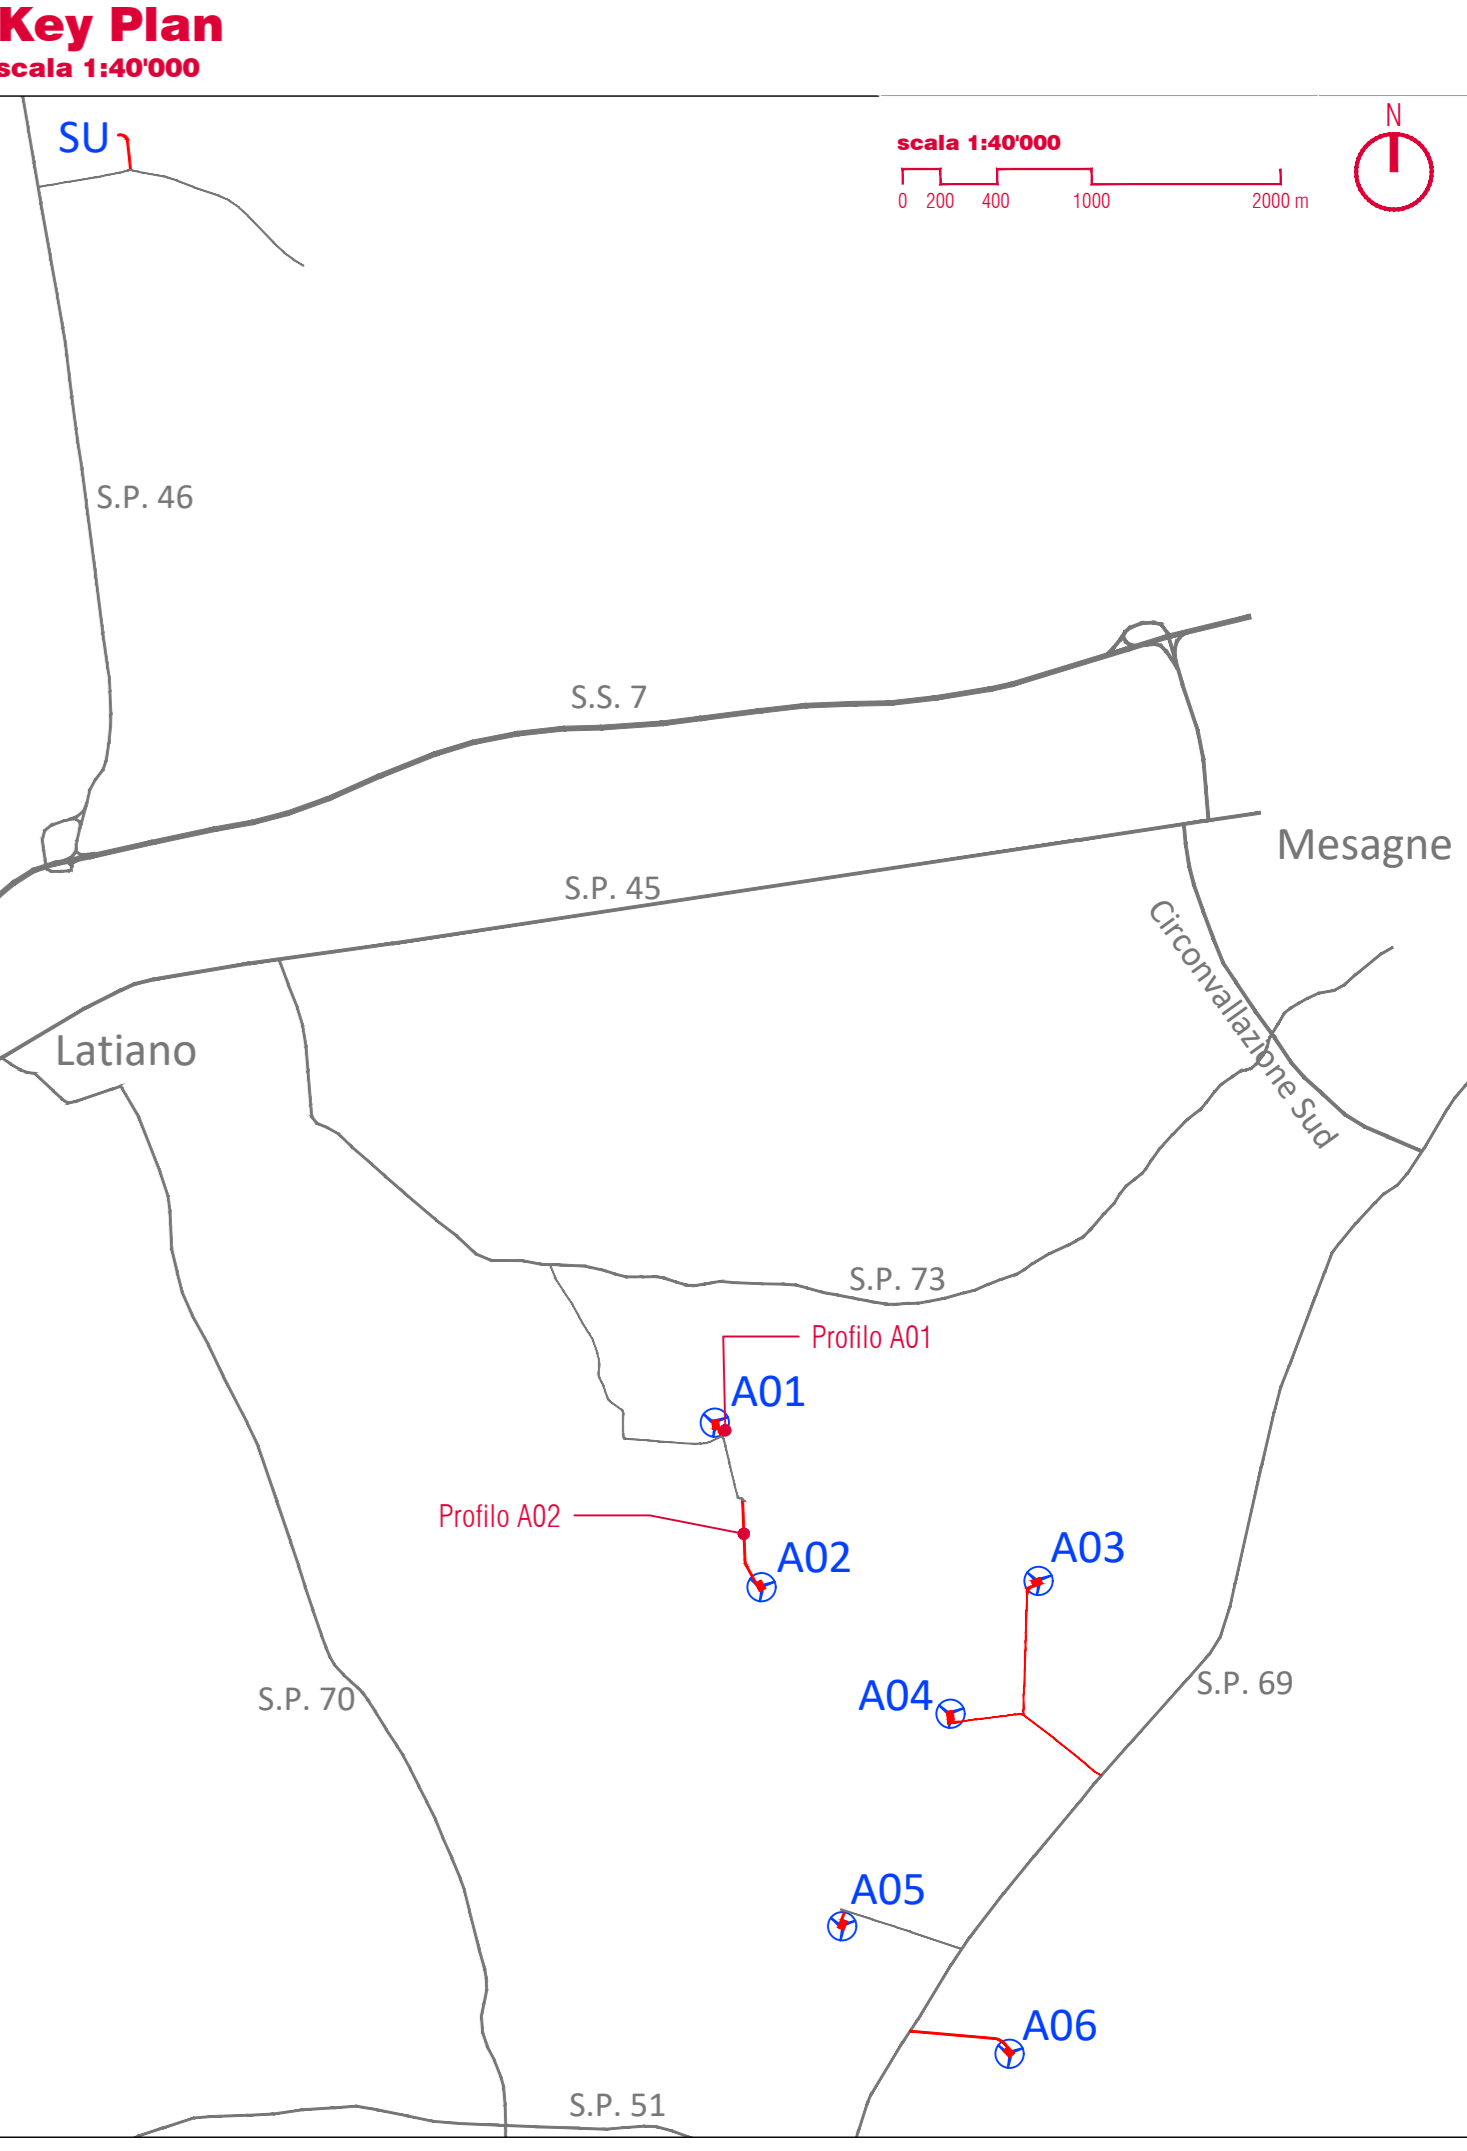 Key Plan
scala 1:40'000
SU
scala 1:40'000
0 200 400 1000 2000 m
N
S.P. 46
S.S. 7
Mesagne
S.P. 45
Circonvallazione Sud
Latiano
S.P. 73
Profilo A01
A01
Profilo A02
A02
A03
S.P. 70
A04
S.P. 69
A05
A06
S.P. 51